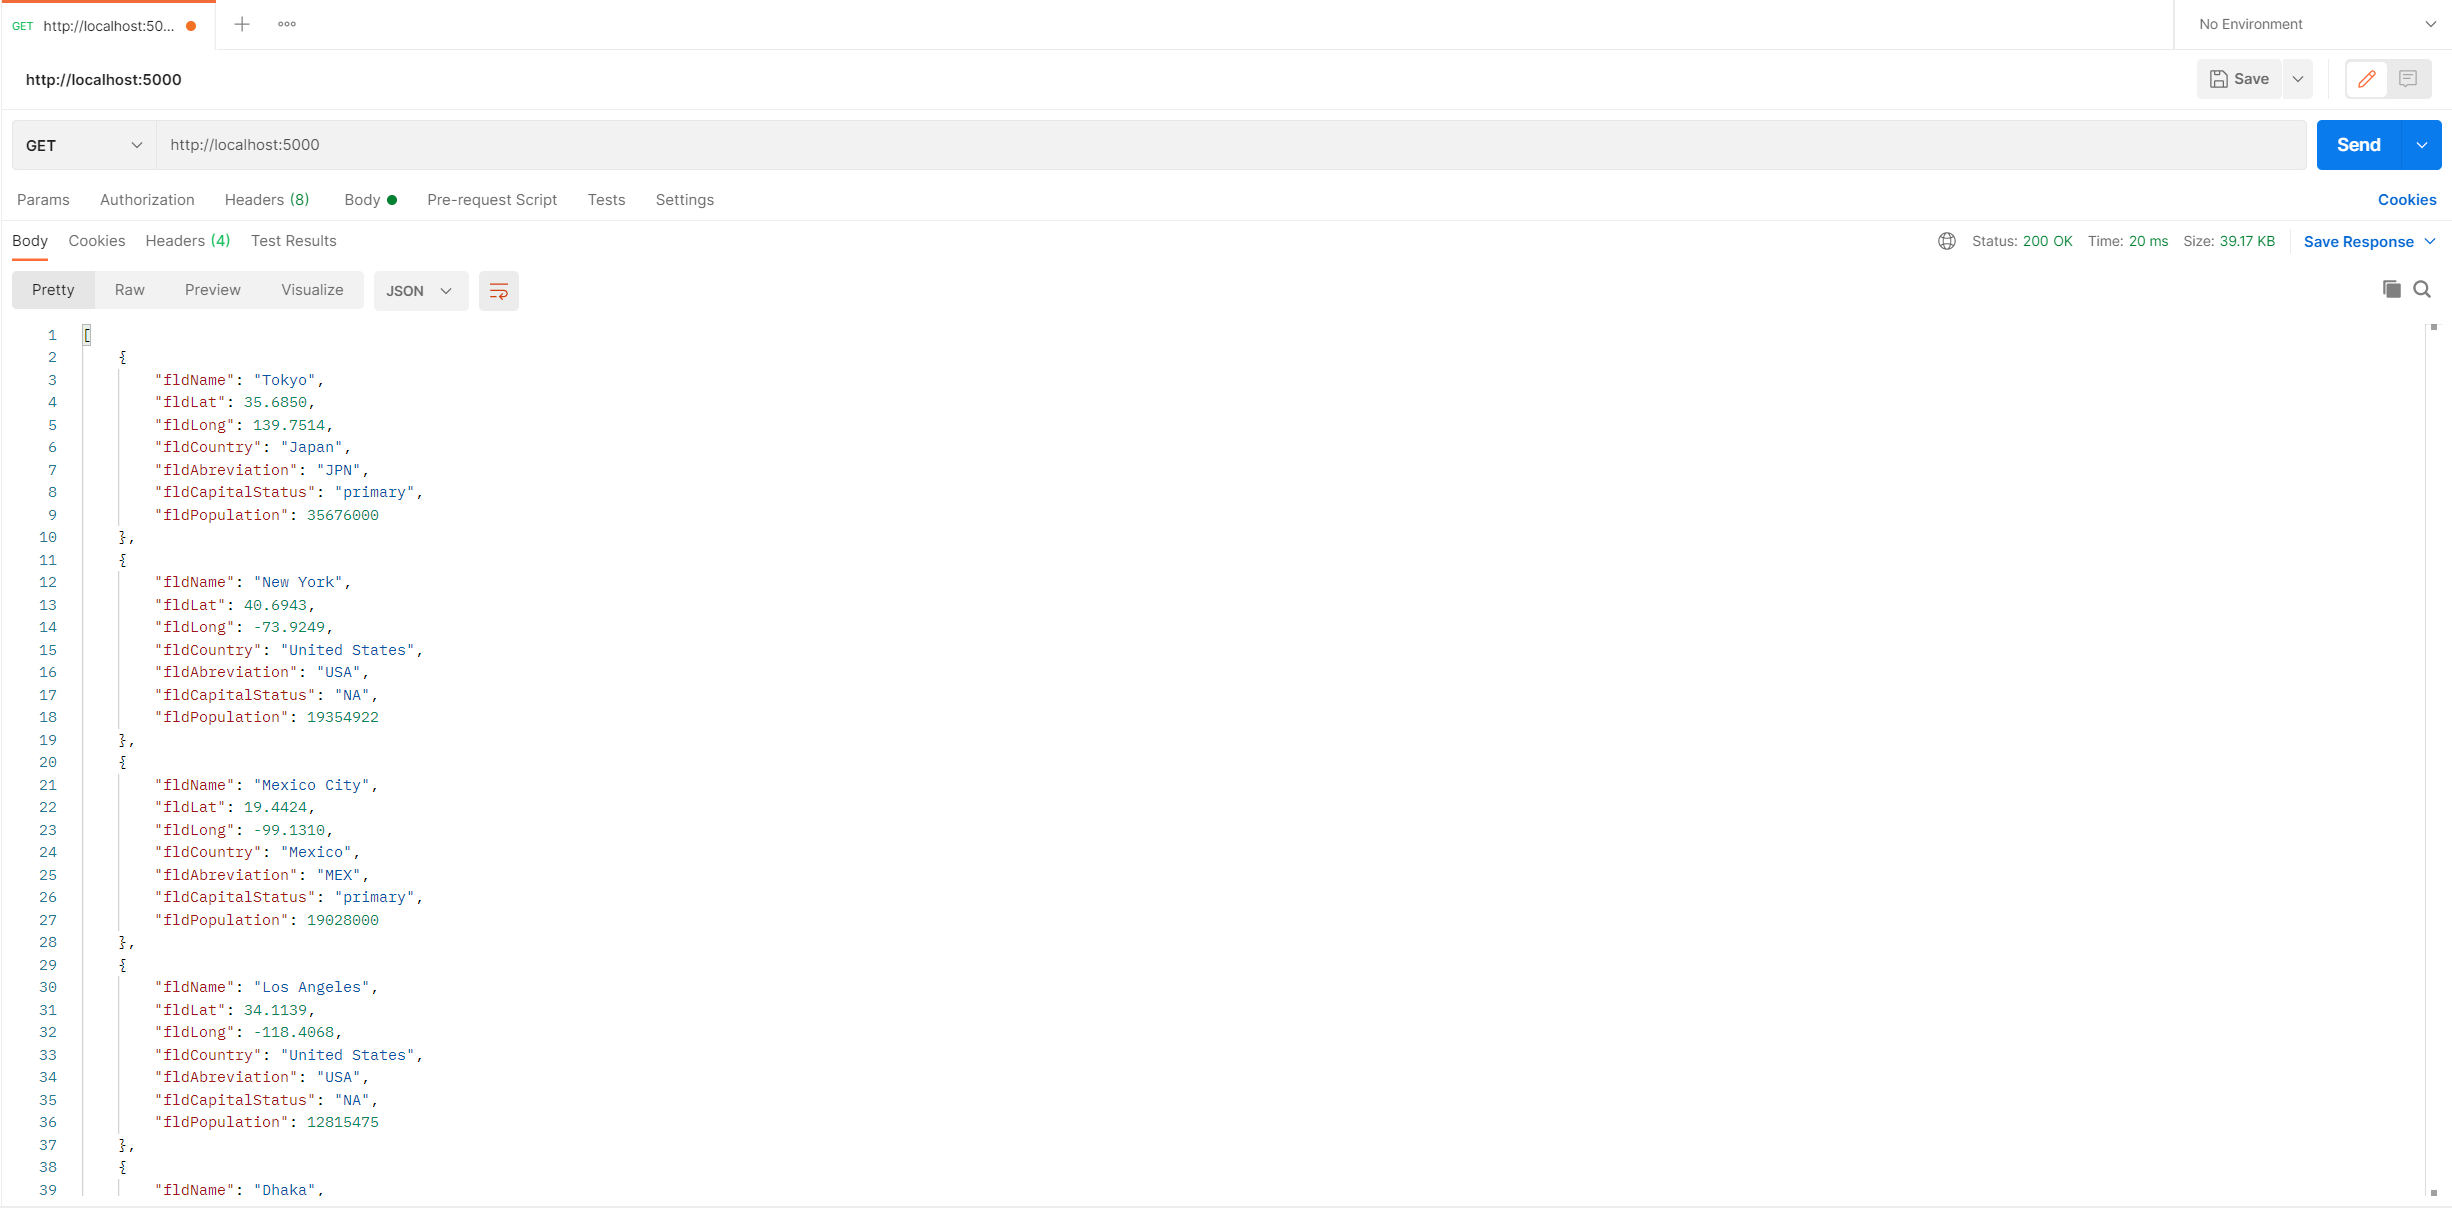 GET http://localhost:50... No Environment
http://localhost:5000 Save
GET http://localhost:5000 Send
Params Authorization Headers (8) Body Pre-request Script Tests Settings Cookies
Body Cookies Headers (4) Test Results Status: 200 OK Time: 20 ms Size: 39.17 KB Save Response
Pretty Raw Preview Visualize JSON
1 [
2 {
3 "fldName": "Tokyo",
4 "fldLat": 35.6850,
5 "fldLong": 139.7514,
6 "fldCountry": "Japan",
7 "fldAbreviation": "JPN",
8 "fldCapitalStatus": "primary",
9 "fldPopulation": 35676000
10 },
11 {
12 "fldName": "New York",
13 "fldLat": 40.6943,
14 "fldLong": -73.9249,
15 "fldCountry": "United States",
16 "fldAbreviation": "USA",
17 "fldCapitalStatus": "NA",
18 "fldPopulation": 19354922
19 },
20 {
21 "fldName": "Mexico City",
22 "fldLat": 19.4424,
23 "fldLong": -99.1310,
24 "fldCountry": "Mexico",
25 "fldAbreviation": "MEX",
26 "fldCapitalStatus": "primary",
27 "fldPopulation": 19028000
28 },
29 {
30 "fldName": "Los Angeles",
31 "fldLat": 34.1139,
32 "fldLong": -118.4068,
33 "fldCountry": "United States",
34 "fldAbreviation": "USA",
35 "fldCapitalStatus": "NA",
36 "fldPopulation": 12815475
37 },
38 {
39 "fldName": "Dhaka",